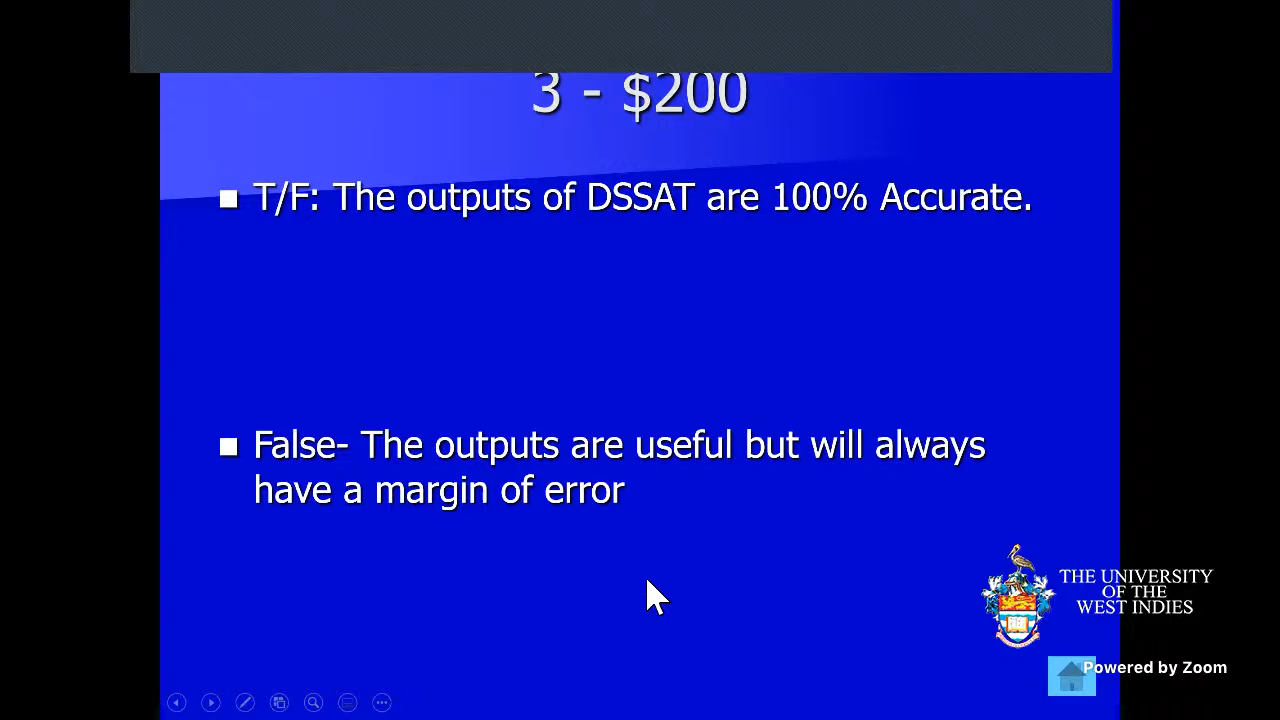 3 - $200
■ T/F: The outputs of DSSAT are 100% Accurate.
■ False- The outputs are useful but will always
have a margin of error
THE UNIVERSITY
OF THE
WEST INDIES
Powered by Zoom